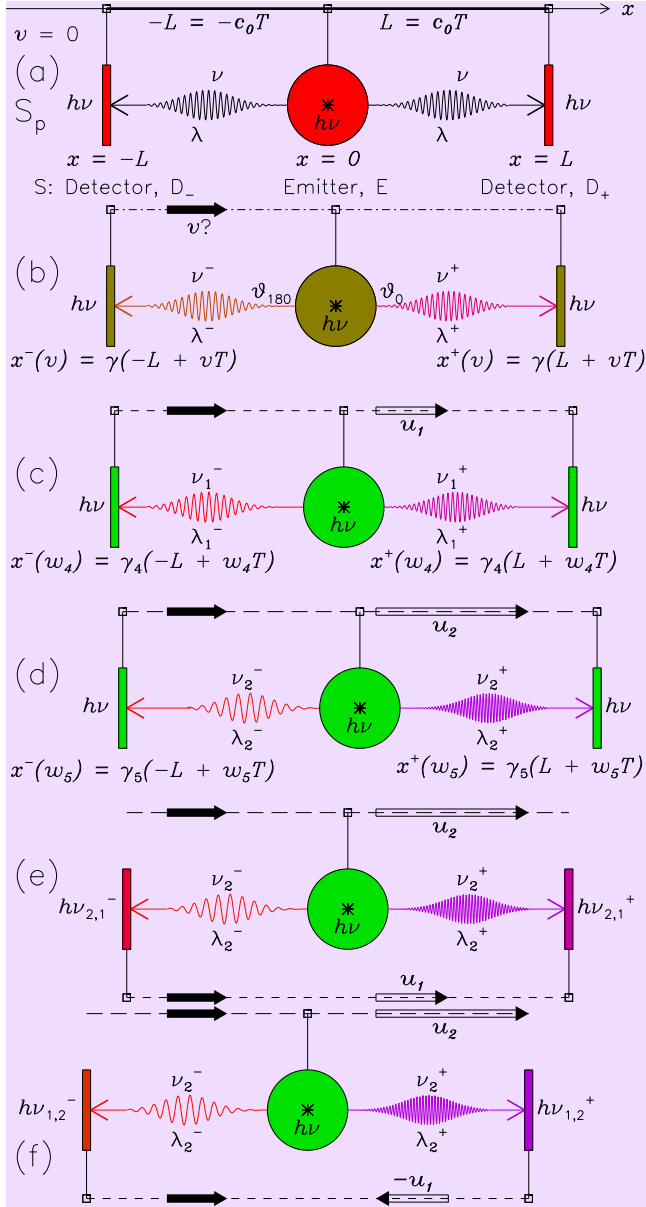 -L = -c₀T L = c₀T x
υ = 0
(a) ν ν
hν hν hν
S_p λ λ
x = -L x = 0 x = L
S: Detector, D₋ Emitter, E Detector, D₊
υ?
(b) ν⁻ ϑ₁₈₀ ϑ₀ ν⁺
hν hν hν
λ⁻ λ⁺
x⁻(υ) = γ(-L + υT) x⁺(υ) = γ(L + υT)
u₁
(c) ν₁⁻ ν₁⁺
hν hν hν
λ₁⁻ λ₁⁺
x⁻(w₄) = γ₄(-L + w₄T) x⁺(w₄) = γ₄(L + w₄T)
u₂
(d) ν₂⁻ ν₂⁺
hν hν hν
λ₂⁻ λ₂⁺
x⁻(w₅) = γ₅(-L + w₅T) x⁺(w₅) = γ₅(L + w₅T)
u₂
(e) ν₂⁻ ν₂⁺
hν₂,₁⁻ hν hν₂,₁⁺
λ₂⁻ λ₂⁺
u₁
u₂
ν₂⁻ ν₂⁺
hν₁,₂⁻ hν hν₁,₂⁺
λ₂⁻ λ₂⁺
(f)
-u₁